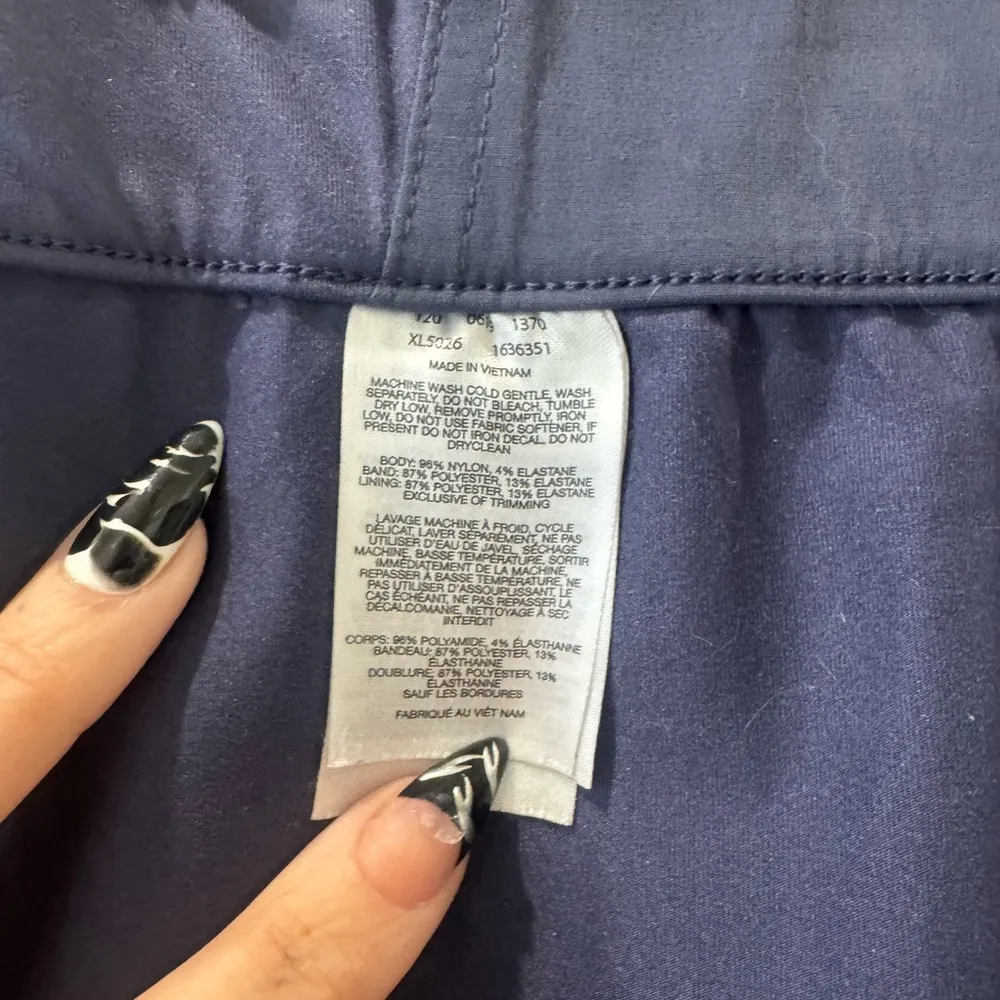 120 0619 1370
XL5026 1636351
MADE IN VIETNAM
MACHINE WASH COLD GENTLE, WASH
SEPARATELY, DO NOT BLEACH, TUMBLE
DRY LOW, REMOVE PROMPTLY, IRON
LOW, DO NOT USE FABRIC SOFTENER, IF
PRESENT DO NOT IRON DECAL, DO NOT
DRYCLEAN
BODY: 96% NYLON, 4% ELASTANE
BAND: 87% POLYESTER, 13% ELASTANE
LINING: 87% POLYESTER, 13% ELASTANE
EXCLUSIVE OF TRIMMING
LAVAGE MACHINE À FROID, CYCLE
DÉLICAT, LAVER SÉPARÉMENT, NE PAS
UTILISER D'EAU DE JAVEL, SÉCHAGE
MACHINE, BASSE TEMPÉRATURE, SORTIR
IMMÉDIATEMENT DE LA MACHINE,
REPASSER À BASSE TEMPÉRATURE, NE
PAS UTILISER D'ASSOUPLISSANT, LE
CAS ÉCHÉANT, NE PAS REPASSER LA
DÉCALCOMANIE, NETTOYAGE À SEC
INTERDIT
CORPS: 96% POLYAMIDE, 4% ÉLASTHANNE
BANDEAU: 87% POLYESTER, 13%
ÉLASTHANNE
DOUBLURE: 87% POLYESTER, 13%
ÉLASTHANNE
SAUF LES BORDURES
FABRIQUÉ AU VIÊT NAM